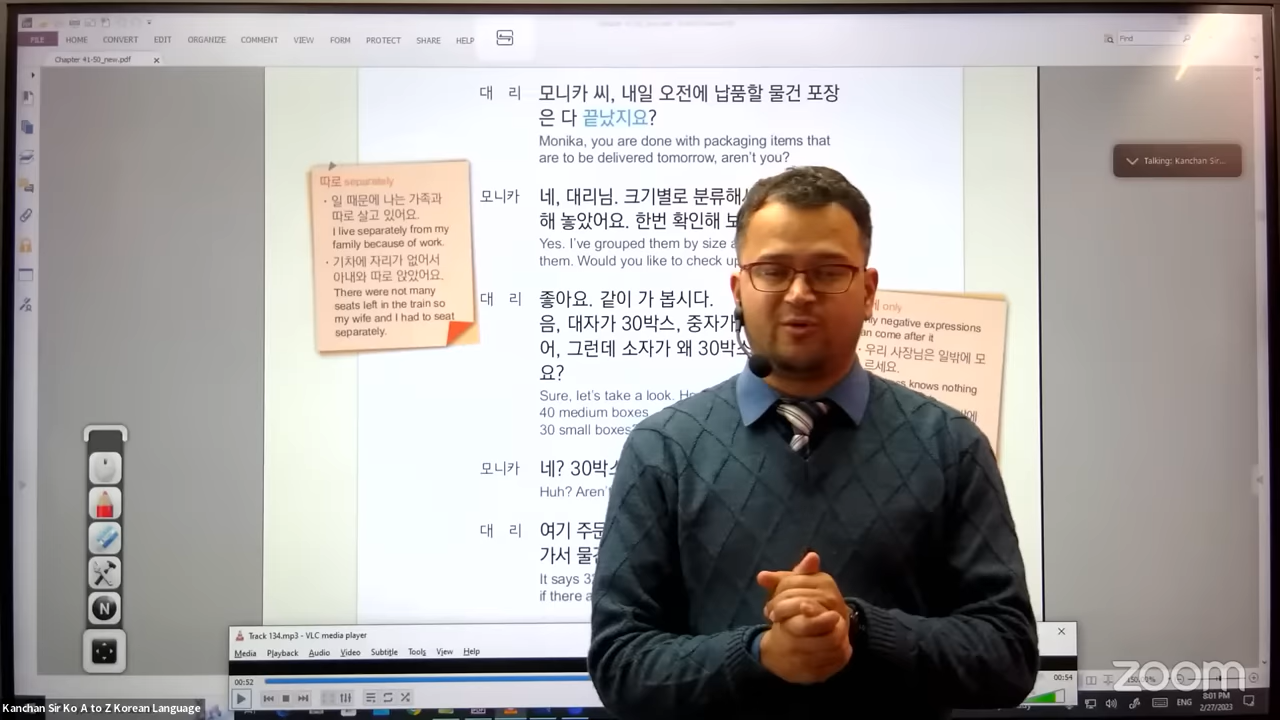 FILE HOME CONVERT EDIT ORGANIZE COMMENT VIEW FORM PROTECT SHARE HELP
Find
Chapter 41-50_new.pdf
대 리 모니카 씨, 내일 오전에 납품할 물건 포장
은 다 끝났지요?
Monika, you are done with packaging items that
are to be delivered tomorrow, aren't you?
Talking: Kanchan Sir...
따로 separately
· 일 때문에 나는 가족과
따로 살고 있어요.
I live separately from my
family because of work.
· 기차에 자리가 없어서
아내와 따로 앉았어요.
There were not many
seats left in the train so
my wife and I had to seat
separately.
모니카 네, 대리님. 크기별로 분류해
해 놓았어요. 한번 확인해 보
Yes. I've grouped them by size
them. Would you like to check up
대 리 좋아요. 같이 가 봅시다.
음, 대자가 30박스, 중자가
어, 그런데 소자가 왜 30박스
요?
Sure, let's take a look.
40 medium boxes
30 small boxes
only
negative expressions
can come after it
· 우리 사장님은 일밖에 모
르세요.
knows nothing
모니카 네? 30박스
Huh? Aren't
대 리 여기 주문
가서 물건
It says 3
if there a
N
Track 134.mp3 - VLC media player
Media Playback Audio Video Subtitle Tools View Help
00:52
00:54
zoom
ENG
8:01 PM
2/27/2023
Kanchan Sir Ko A to Z Korean Language